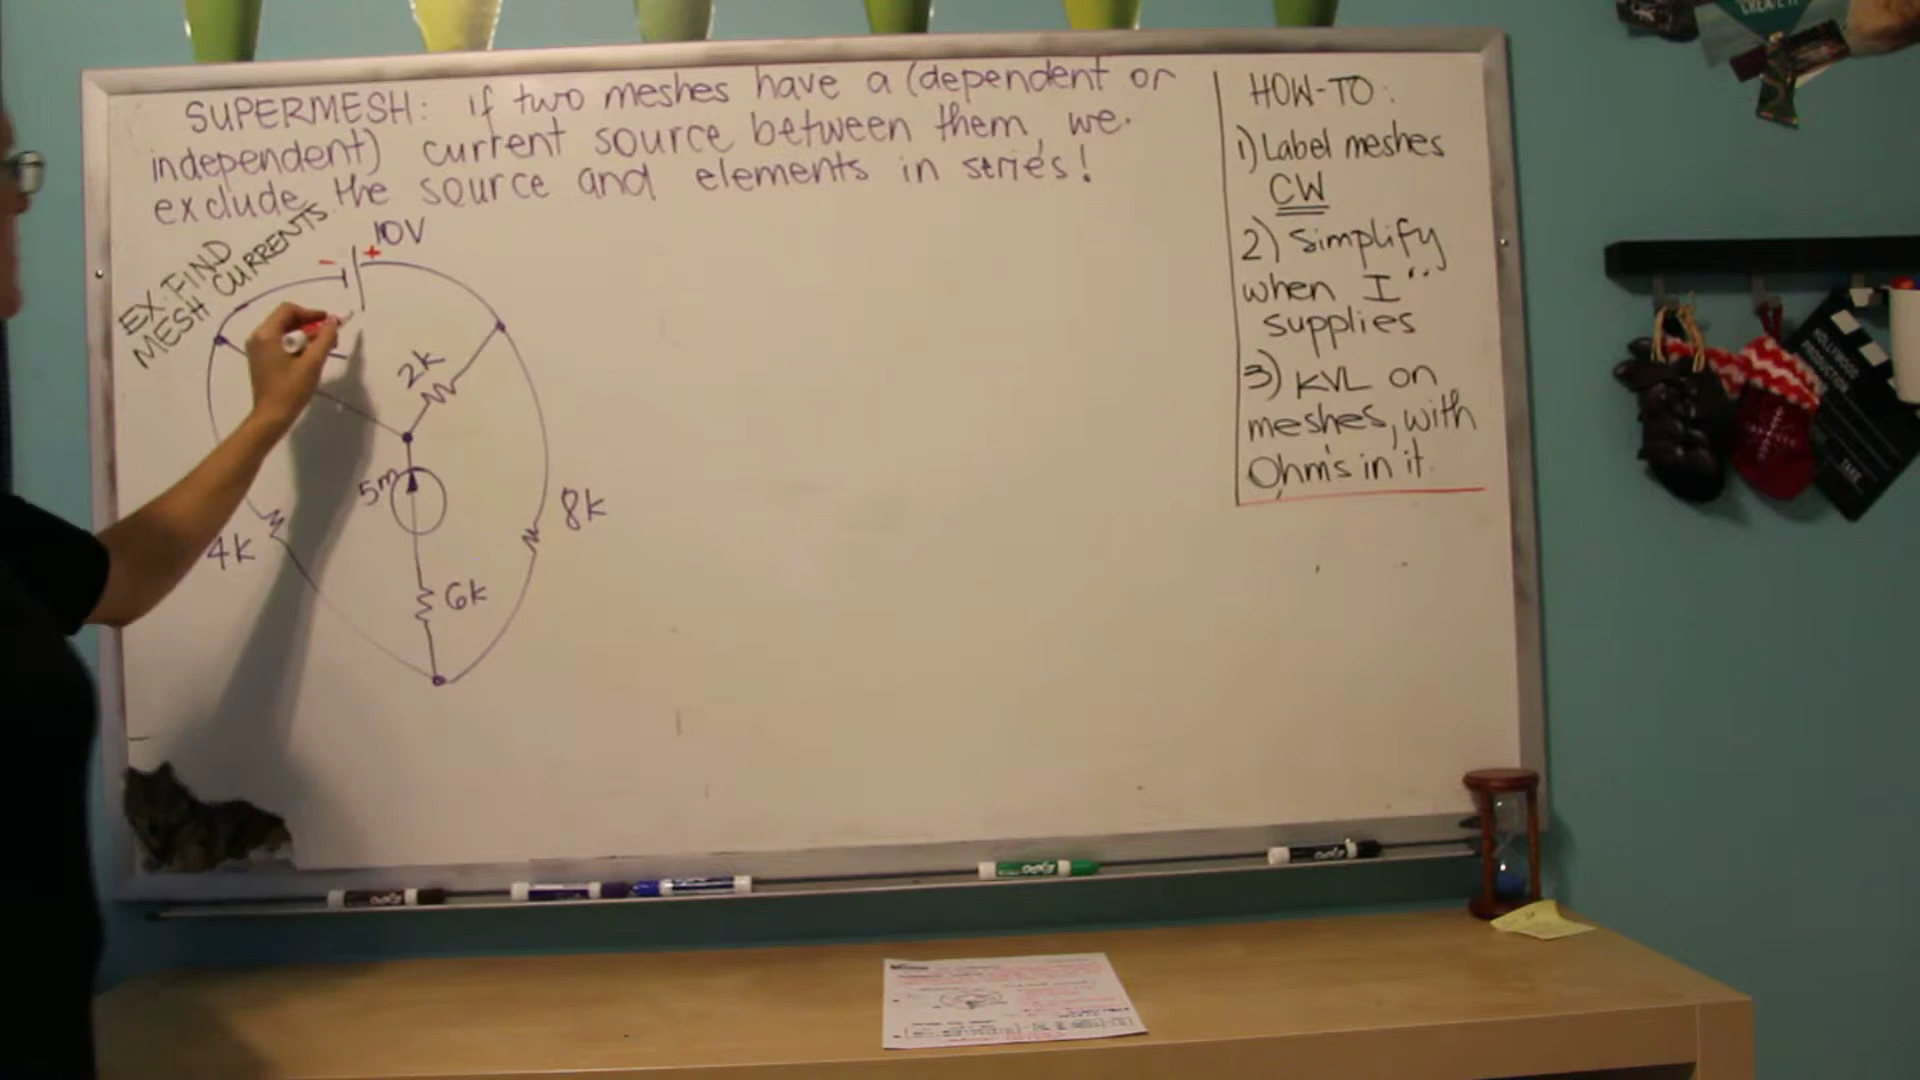 SUPERMESH: if two meshes have a (dependent or
independent) current source between them, we
exclude the source and elements in series!
EX: FIND
MESH CURRENTS
10V
- +
2k
5m
8k
4k
6k
HOW-TO:
1) Label meshes
CW
2) Simplify
when I
supplies
3) KVL on
meshes, with
Ohm's in it.